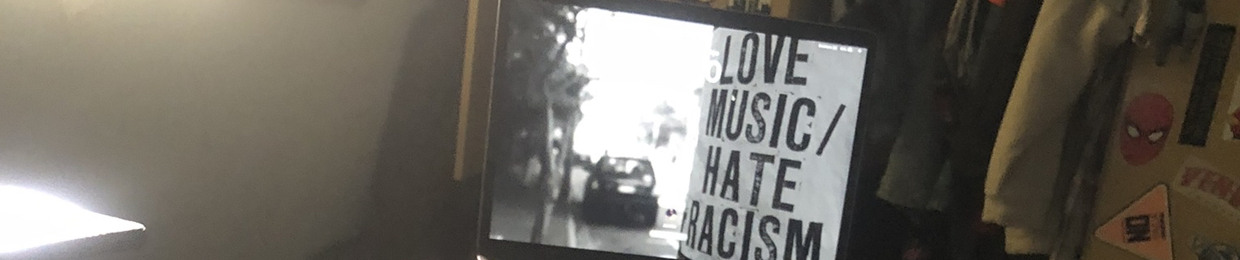 LOVE
MUSIC/
HATE
RACISM